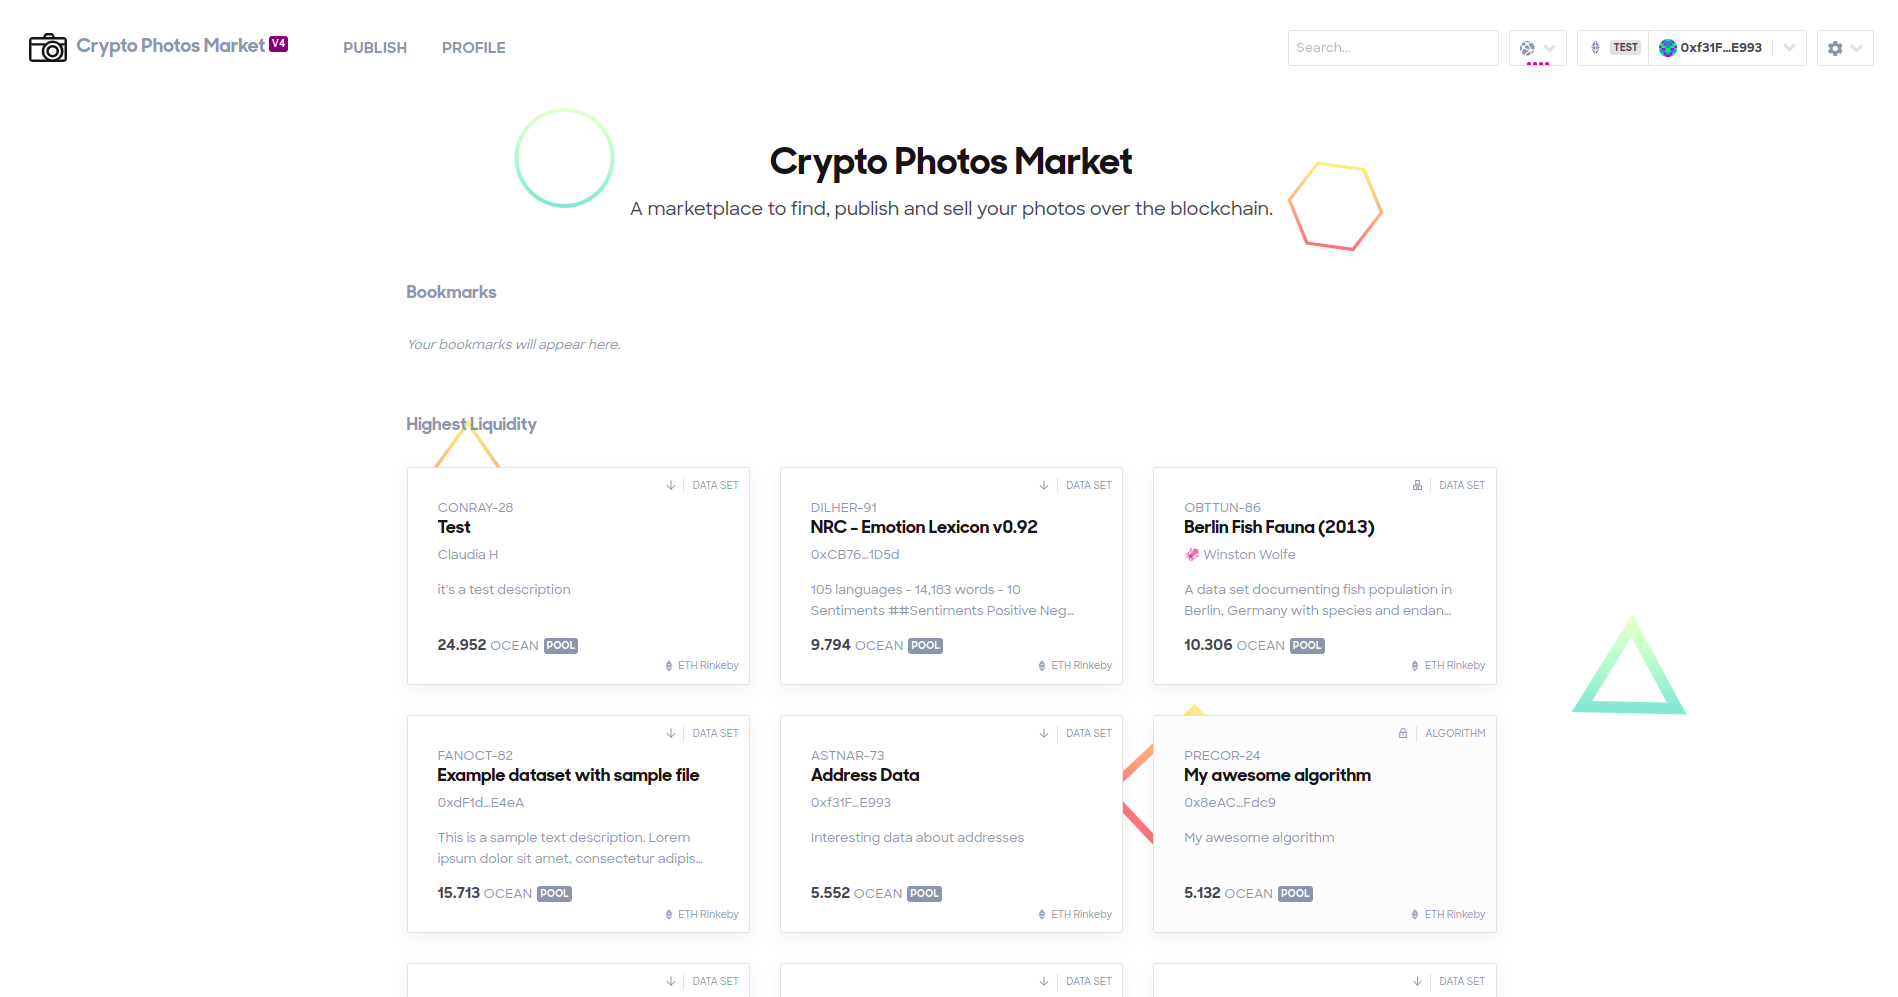 Crypto Photos Market V4
PUBLISH
PROFILE
Search...
TEST
0xf31F…E993
Crypto Photos Market
A marketplace to find, publish and sell your photos over the blockchain.
Bookmarks
Your bookmarks will appear here.
Highest Liquidity
DATA SET
CONRAY-28
Test
Claudia H
it's a test description
24.952 OCEAN POOL
ETH Rinkeby
DATA SET
DILHER-91
NRC - Emotion Lexicon v0.92
0xCB76…1D5d
105 languages - 14,183 words - 10
Sentiments ##Sentiments Positive Neg…
9.794 OCEAN POOL
ETH Rinkeby
DATA SET
OBTTUN-86
Berlin Fish Fauna (2013)
Winston Wolfe
A data set documenting fish population in
Berlin, Germany with species and endan…
10.306 OCEAN POOL
ETH Rinkeby
DATA SET
FANOCT-82
Example dataset with sample file
0xdF1d…E4eA
This is a sample text description. Lorem
ipsum dolor sit amet, consectetur adipis…
15.713 OCEAN POOL
ETH Rinkeby
DATA SET
ASTNAR-73
Address Data
0xf31F…E993
Interesting data about addresses
5.552 OCEAN POOL
ETH Rinkeby
ALGORITHM
PRECOR-24
My awesome algorithm
0x8eAC…Fdc9
My awesome algorithm
5.132 OCEAN POOL
ETH Rinkeby
DATA SET
DATA SET
DATA SET